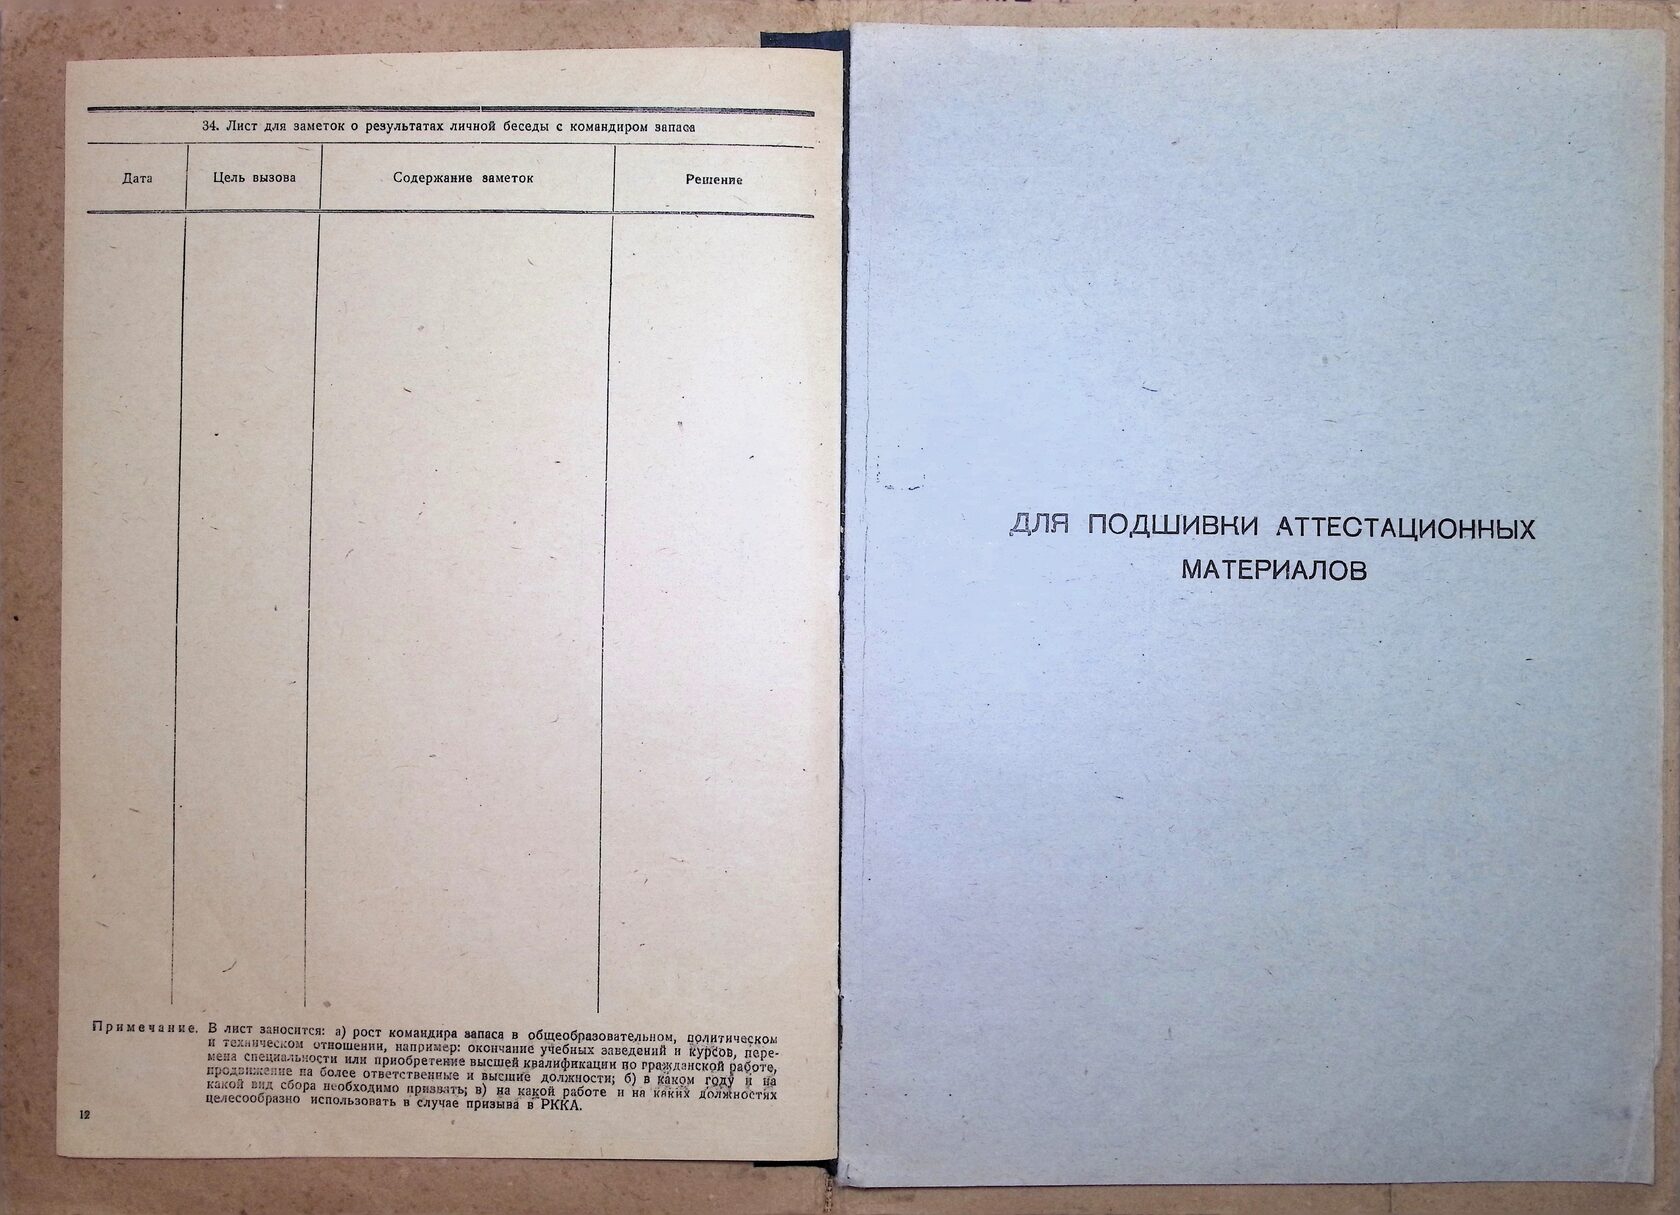 34. Лист для заметок о результатах личной беседы с командиром запаса
Дата Цель вызова Содержание заметок Решение
Примечание. В лист заносится: а) рост командира запаса в общеобразовательном, политическом
и техническом отношении, например: окончание учебных заведений и курсов, пере-
мена специальности или приобретение высшей квалификации по гражданской работе,
продвижение на более ответственные и высшие должности; б) в каком году и на
какой вид сбора необходимо призвать; в) на какой работе и на каких должностях
целесообразно использовать в случае призыва в РККА.
12
ДЛЯ ПОДШИВКИ АТТЕСТАЦИОННЫХ
МАТЕРИАЛОВ